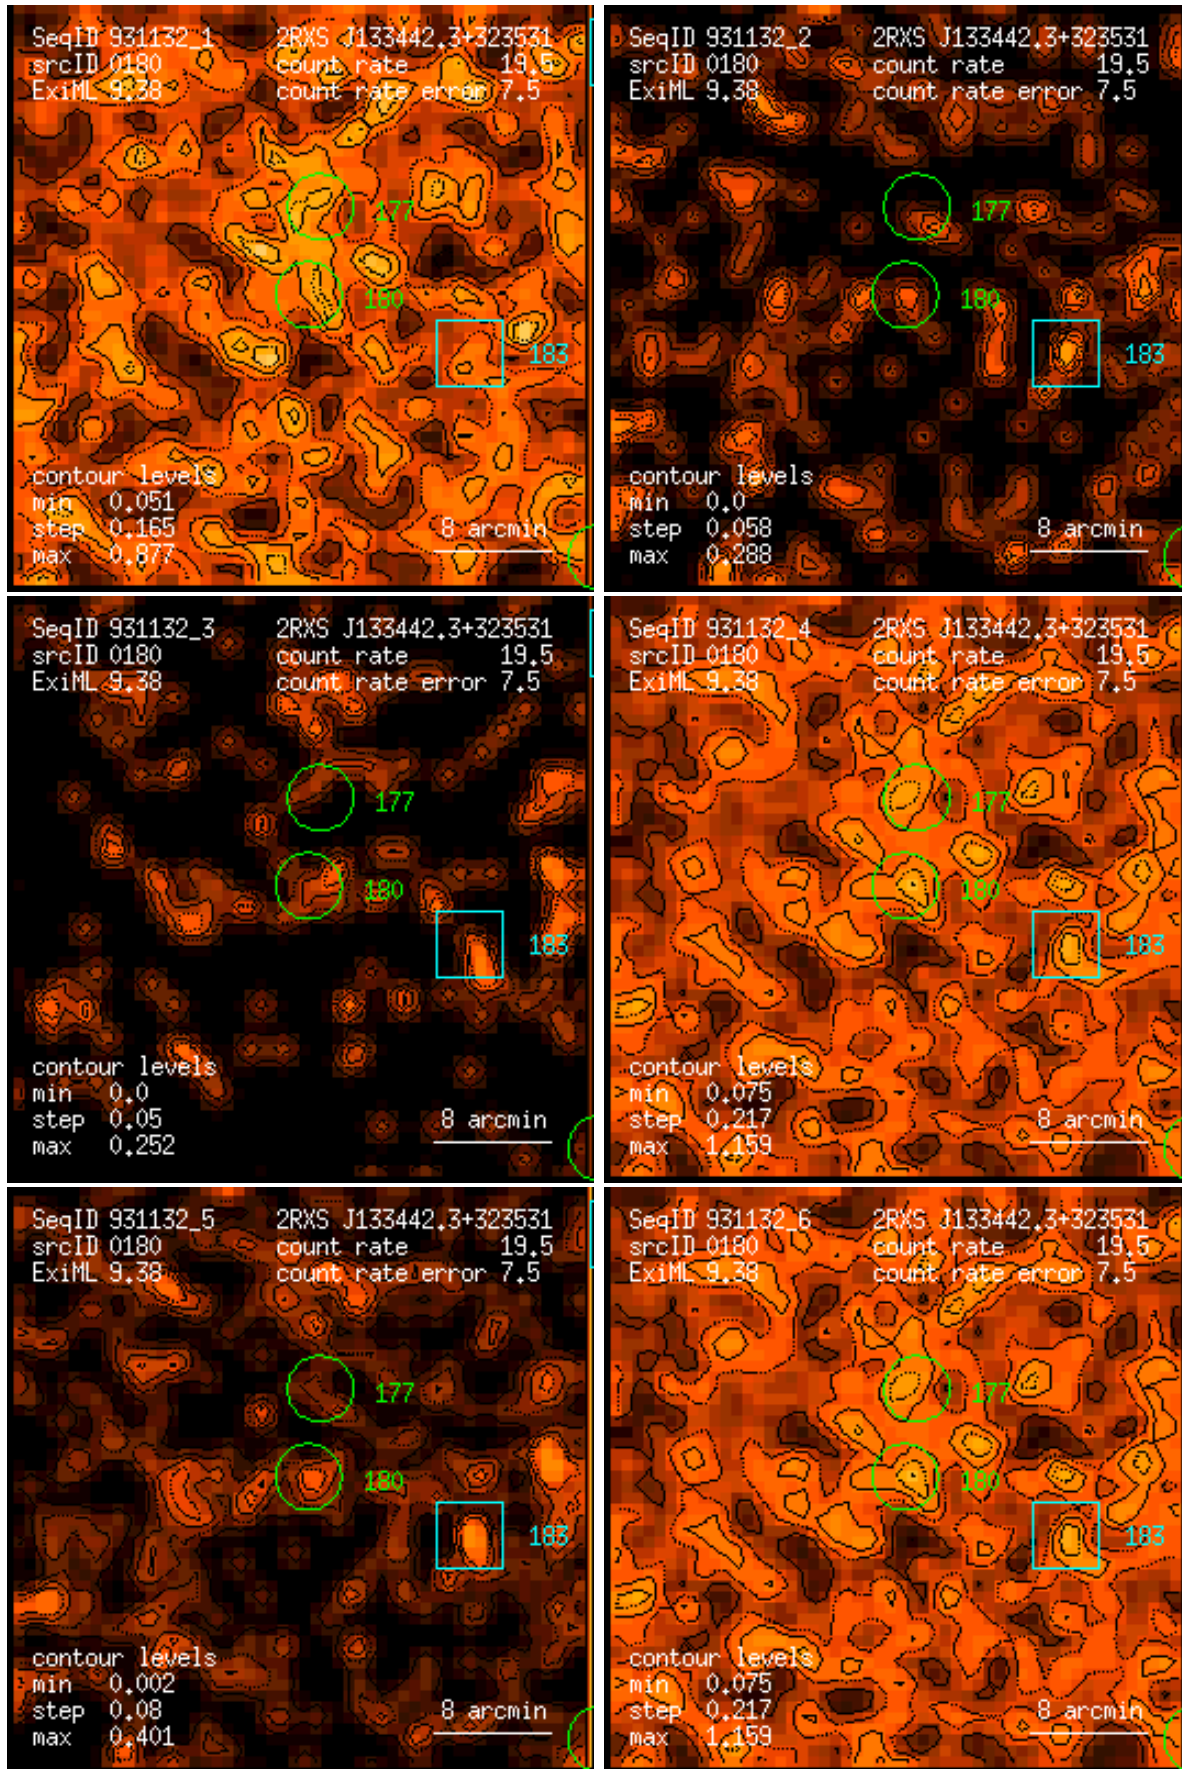 SeqID 931132_1 2RXS J133442.3+323531
srcID 0180 count rate 19.5
ExiML 9.38 count rate error 7.5
177
180
183
contour levels
min 0.051
step 0.165 8 arcmin
max 0.877
SeqID 931132_2 2RXS J133442.3+323531
srcID 0180 count rate 19.5
ExiML 9.38 count rate error 7.5
177
180
183
contour levels
min 0.0
step 0.058 8 arcmin
max 0.288
SeqID 931132_3 2RXS J133442.3+323531
srcID 0180 count rate 19.5
ExiML 9.38 count rate error 7.5
177
180
183
contour levels
min 0.0
step 0.05 8 arcmin
max 0.252
SeqID 931132_4 2RXS J133442.3+323531
srcID 0180 count rate 19.5
ExiML 9.38 count rate error 7.5
177
180
183
contour levels
min 0.075
step 0.217 8 arcmin
max 1.159
SeqID 931132_5 2RXS J133442.3+323531
srcID 0180 count rate 19.5
ExiML 9.38 count rate error 7.5
177
180
183
contour levels
min 0.002
step 0.08 8 arcmin
max 0.401
SeqID 931132_6 2RXS J133442.3+323531
srcID 0180 count rate 19.5
ExiML 9.38 count rate error 7.5
177
180
183
contour levels
min 0.075
step 0.217 8 arcmin
max 1.159